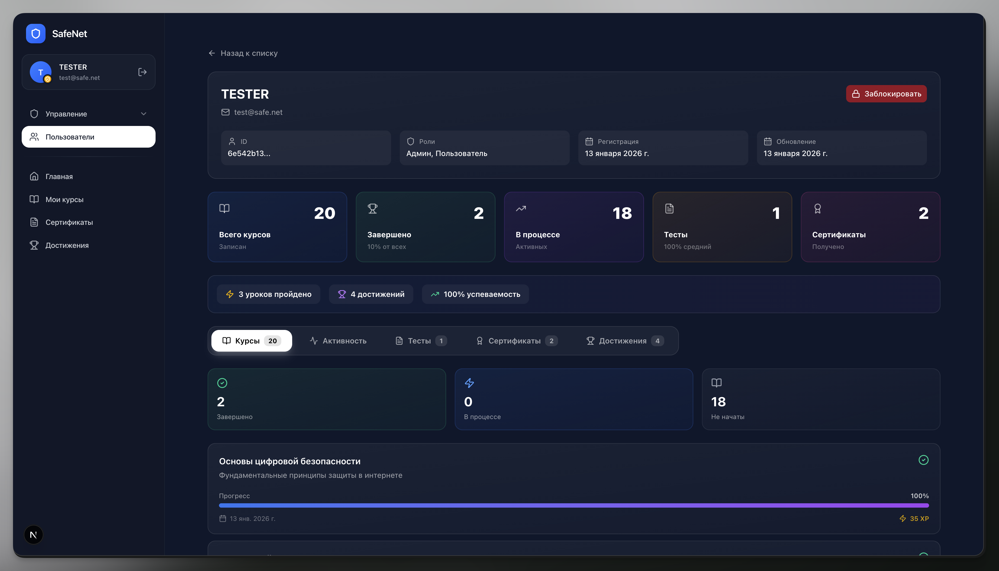 SafeNet
T
TESTER
test@safe.net
Управление
Пользователи
Главная
Мои курсы
Сертификаты
Достижения
N
Назад к списку
TESTER
Заблокировать
test@safe.net
ID
6e542b13...
Роли
Админ, Пользователь
Регистрация
13 января 2026 г.
Обновление
13 января 2026 г.
20
Всего курсов
Записан
2
Завершено
10% от всех
18
В процессе
Активных
1
Тесты
100% средний
2
Сертификаты
Получено
3 уроков пройдено
4 достижений
100% успеваемость
Курсы 20
Активность
Тесты 1
Сертификаты 2
Достижения 4
2
Завершено
0
В процессе
18
Не начаты
Основы цифровой безопасности
Фундаментальные принципы защиты в интернете
Прогресс 100%
13 янв. 2026 г. 35 XP